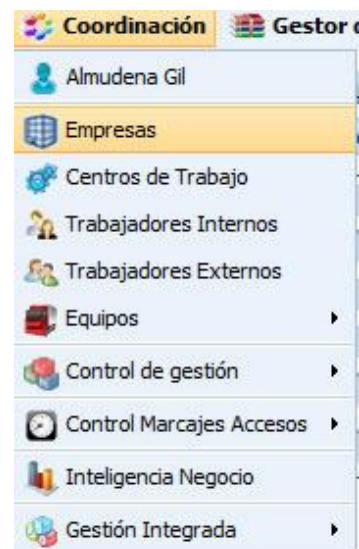 Coordinación Gestor
Almudena Gil
Empresas
Centros de Trabajo
Trabajadores Internos
Trabajadores Externos
Equipos
Control de gestión
Control Marcajes Accesos
Inteligencia Negocio
Gestión Integrada